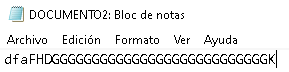 DOCUMENTO2: Bloc de notas
Archivo Edición Formato Ver Ayuda
dfaFHDGGGGGGGGGGGGGGGGGGGGGGGGGGGK